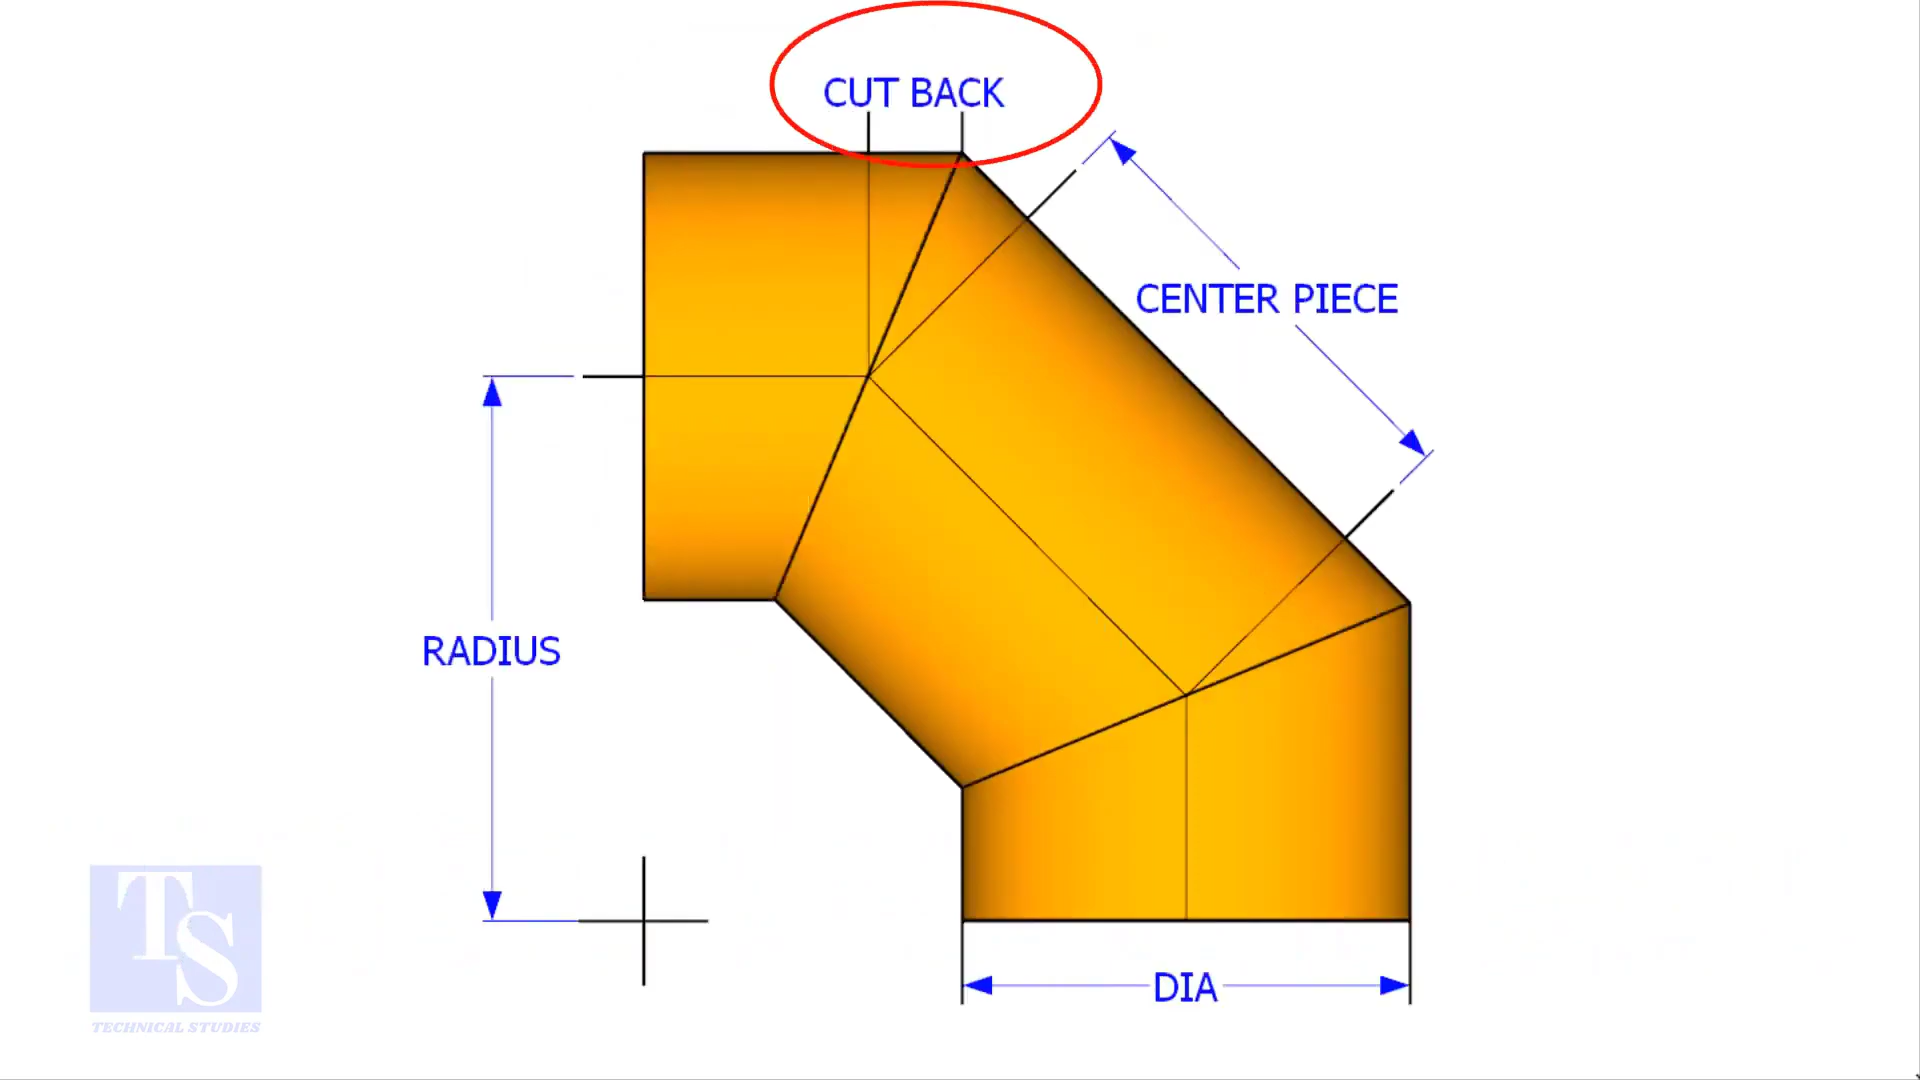 CUT BACK
CENTER PIECE
RADIUS
DIA
TS
TECHNICAL STUDIES